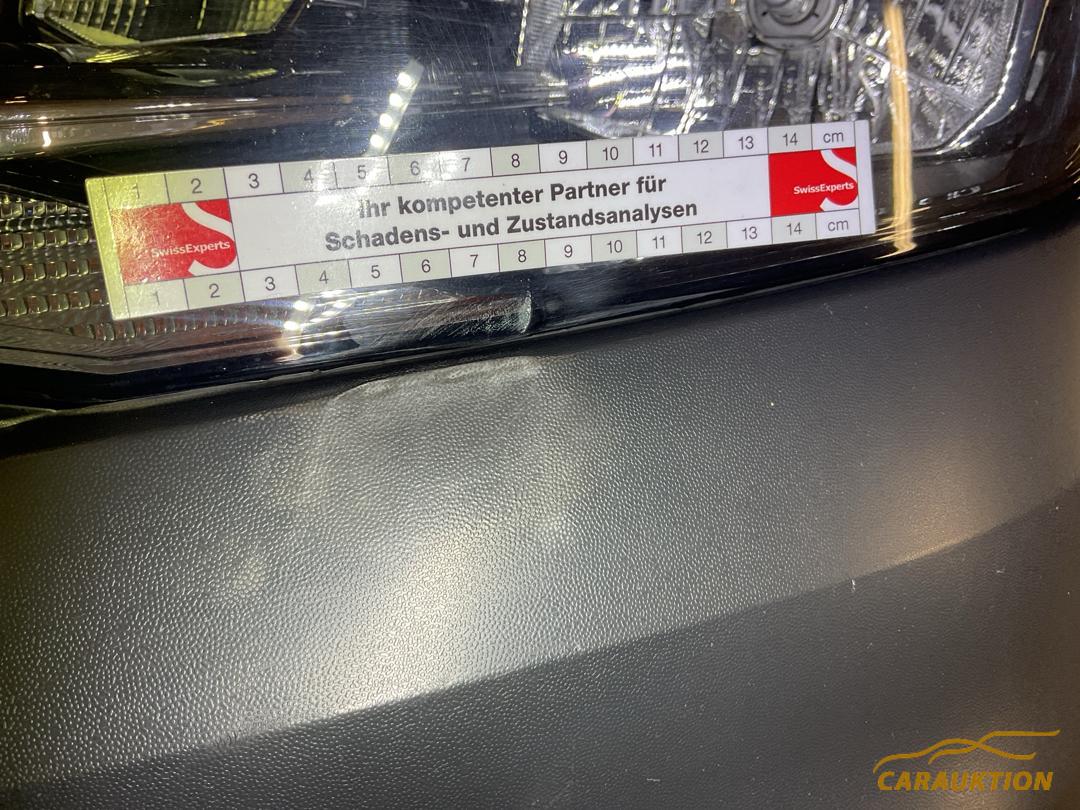 1 2 3 4 5 6 7 8 9 10 11 12 13 14 cm
Ihr kompetenter Partner für
Schadens- und Zustandsanalysen
SwissExperts
SwissExperts
1 2 3 4 5 6 7 8 9 10 11 12 13 14 cm
CARAUKTION